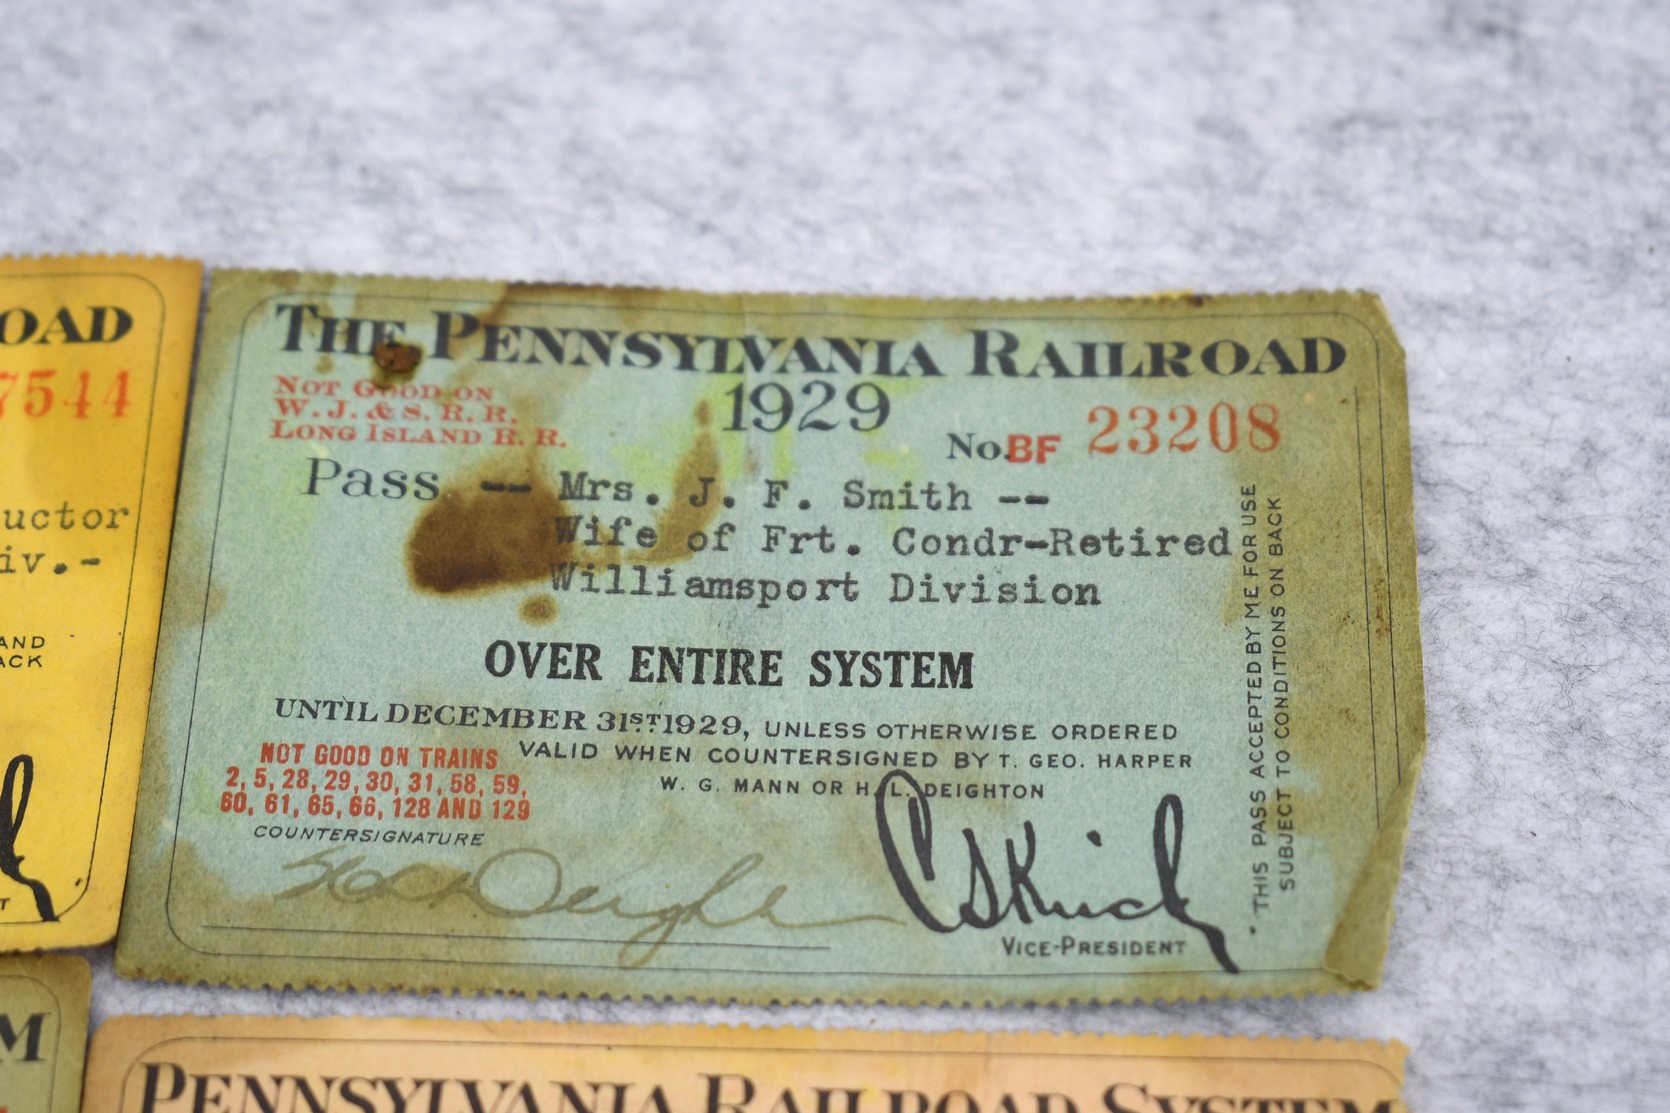 THE PENNSYLVANIA RAILROAD
1929
NOT GOOD ON
W. J. & S. R. R.
LONG ISLAND R. R.
No. BF 23208
Pass -- Mrs. J. F. Smith --
Wife of Frt. Condr-Retired
Williamsport Division
OVER ENTIRE SYSTEM
UNTIL DECEMBER 31ST 1929, UNLESS OTHERWISE ORDERED
VALID WHEN COUNTERSIGNED BY T. GEO. HARPER
W. G. MANN OR H. L. DEIGHTON
NOT GOOD ON TRAINS
2, 5, 28, 29, 30, 31, 58, 59,
60, 61, 65, 66, 128 AND 129
COUNTERSIGNATURE
VICE-PRESIDENT
THIS PASS ACCEPTED BY ME FOR USE
SUBJECT TO CONDITIONS ON BACK
OAD
7544
uctor
iv.-
AND
ACK
T
M
PENNSYLVANIA RAILROAD SYSTEM